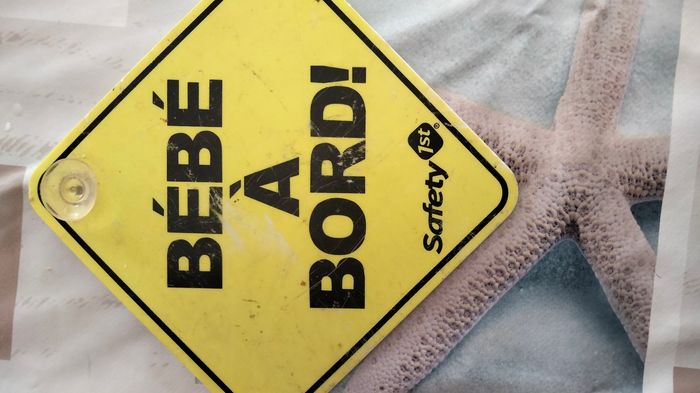 BÉBÉ
À
BORD!
Safety 1st